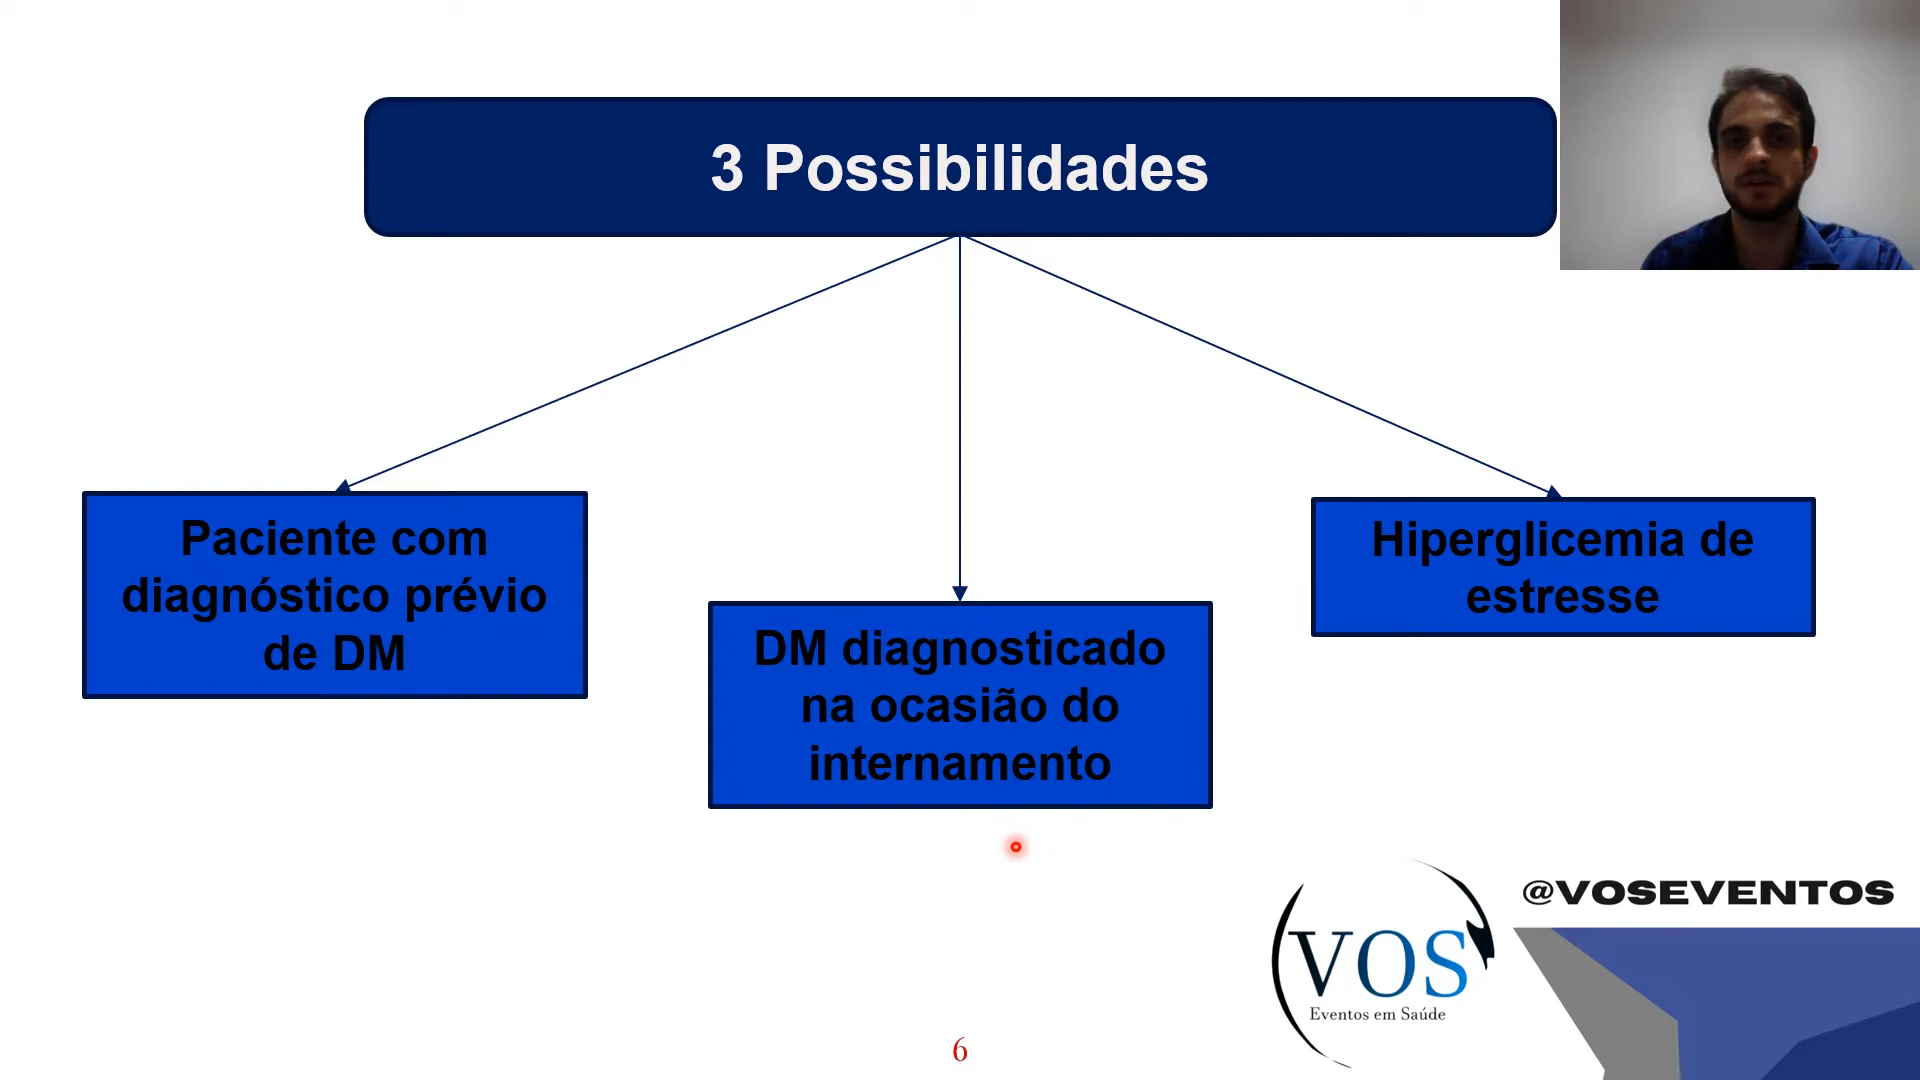 3 Possibilidades
Paciente com
diagnóstico prévio
de DM
DM diagnosticado
na ocasião do
internamento
Hiperglicemia de
estresse
@VOSEVENTOS
VOS
Eventos em Saúde
6